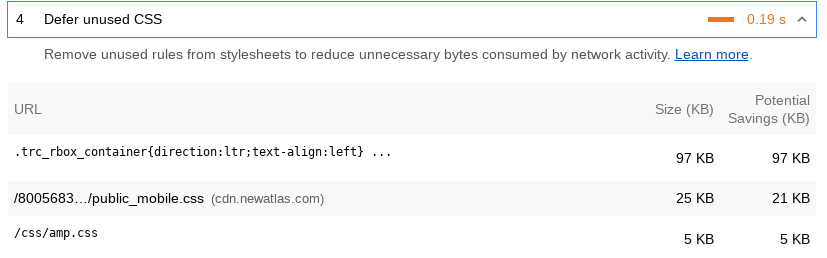 4 Defer unused CSS 0.19 s
Remove unused rules from stylesheets to reduce unnecessary bytes consumed by network activity. Learn more.
URL Size (KB) Potential Savings (KB)
.trc_rbox_container{direction:ltr;text-align:left} ... 97 KB 97 KB
/8005683…/public_mobile.css (cdn.newatlas.com) 25 KB 21 KB
/css/amp.css 5 KB 5 KB